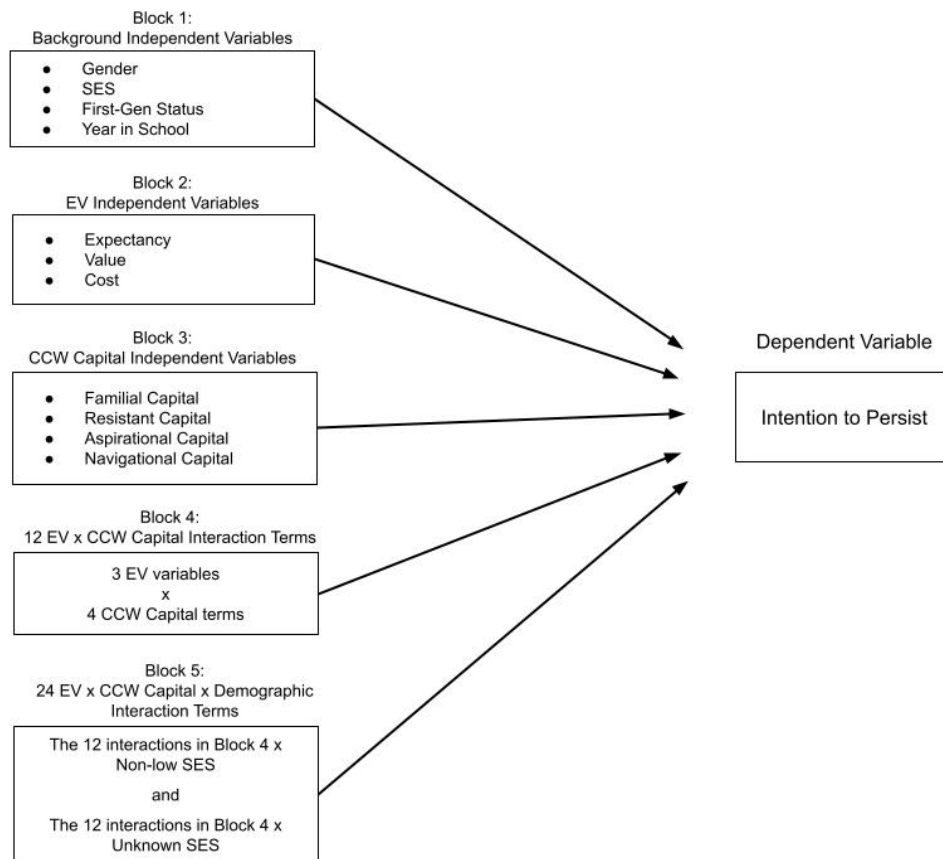 Block 1:
Background Independent Variables
● Gender
● SES
● First-Gen Status
● Year in School
Block 2:
EV Independent Variables
● Expectancy
● Value
● Cost
Block 3:
CCW Capital Independent Variables
● Familial Capital
● Resistant Capital
● Aspirational Capital
● Navigational Capital
Block 4:
12 EV x CCW Capital Interaction Terms
3 EV variables
x
4 CCW Capital terms
Block 5:
24 EV x CCW Capital x Demographic
Interaction Terms
The 12 interactions in Block 4 x
Non-low SES
and
The 12 interactions in Block 4 x
Unknown SES
Dependent Variable
Intention to Persist